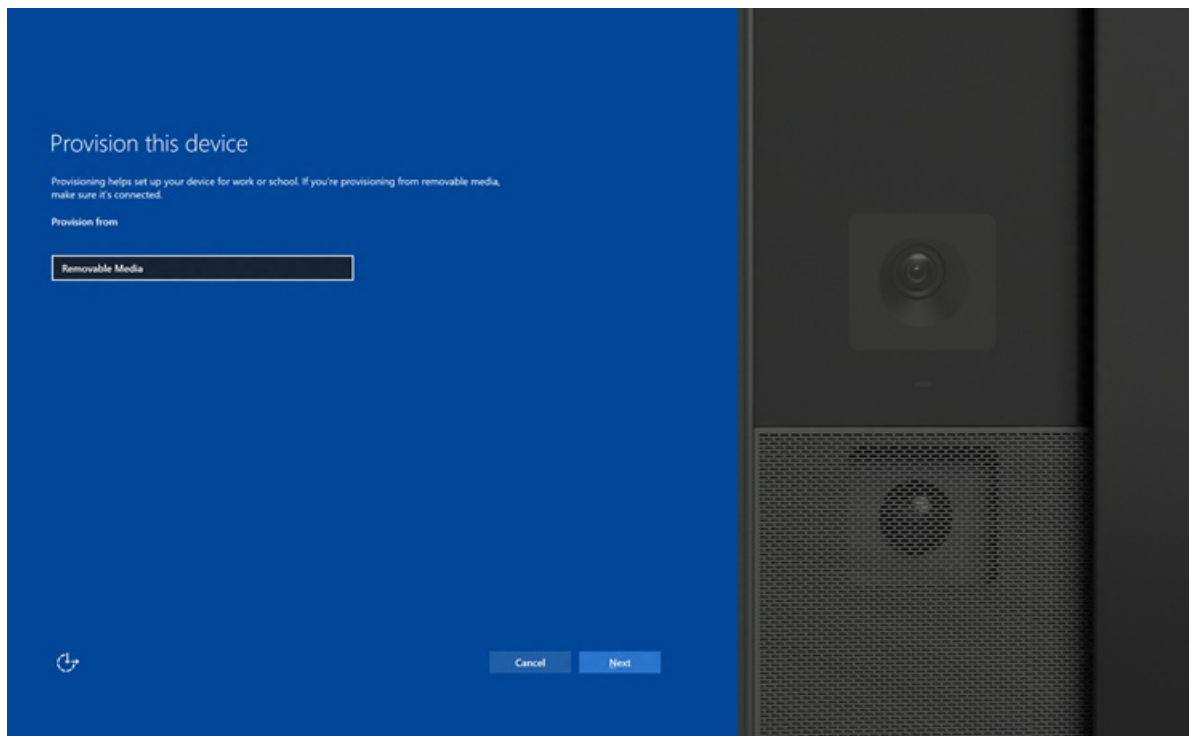 Provision this device
Provisioning helps set up your device for work or school. If you're provisioning from removable media,
make sure it's connected.
Provision from
Removable Media
Cancel
Next